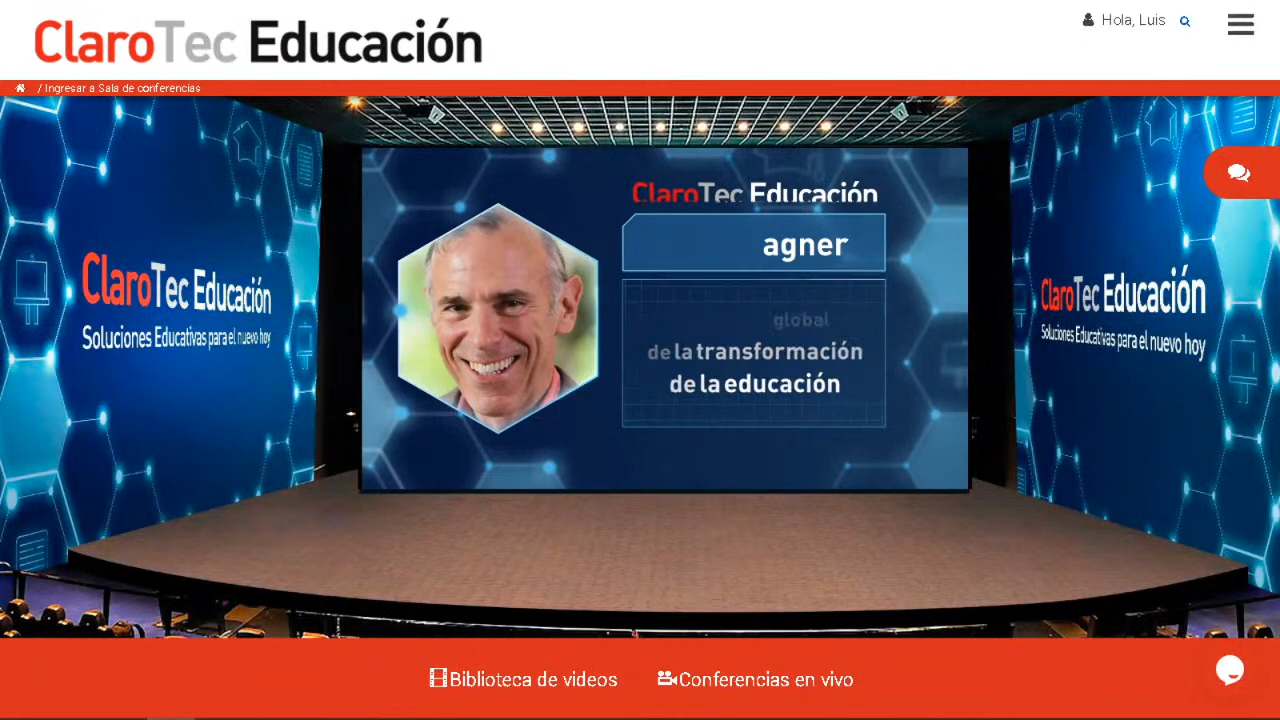 ClaroTec Educación
Hola, Luis
/ Ingresar a Sala de conferencias
ClaroTec Educación
Soluciones Educativas para el nuevo hoy
ClaroTec Educación
agner
global
de la transformación
de la educación
ClaroTec Educación
Soluciones Educativas para el nuevo hoy
Biblioteca de videos
Conferencias en vivo